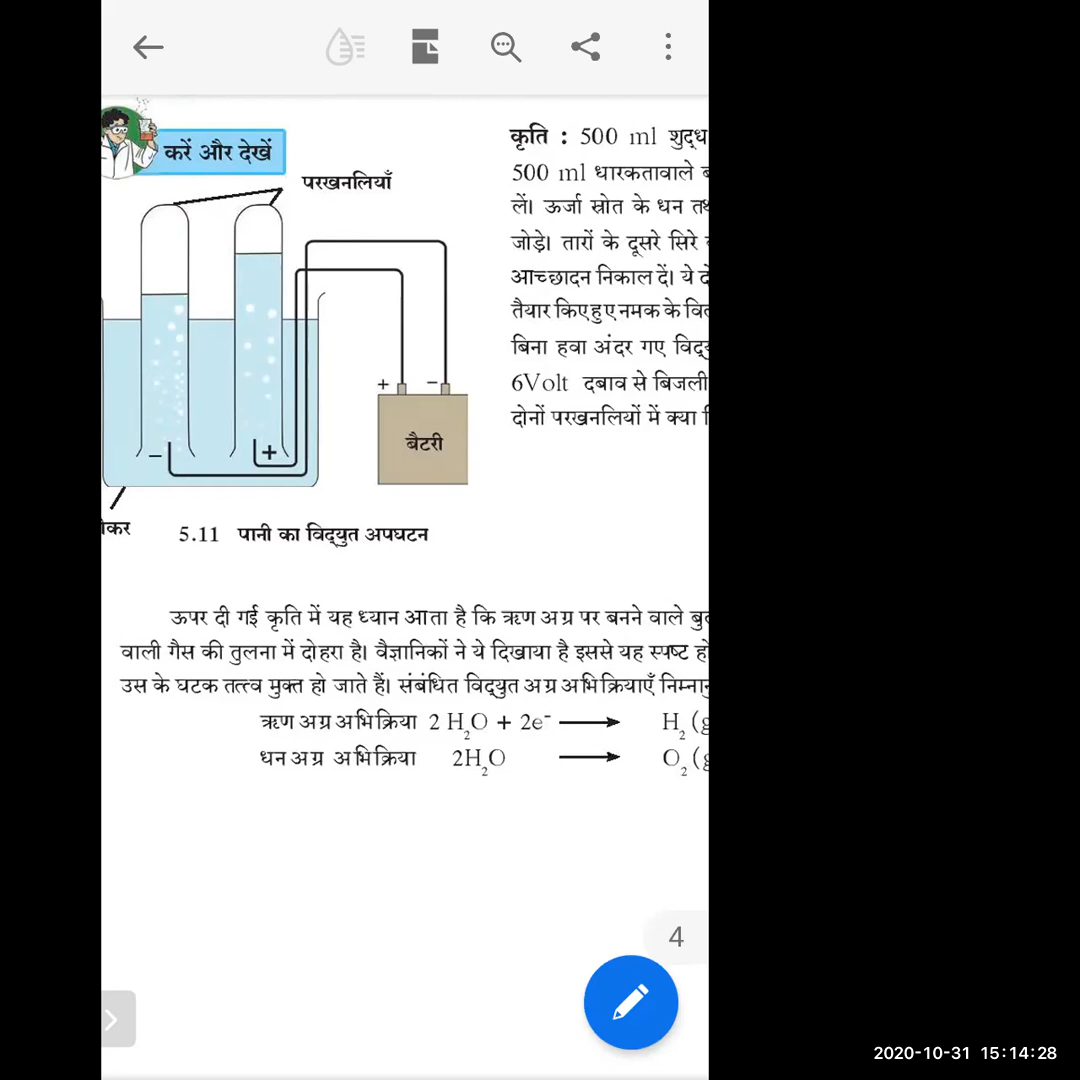 करें और देखें
परखनलियाँ
+ −
बैटरी
− +
5.11 पानी का विद्युत अपघटन
कृति : 500 ml शुद्ध
500 ml धारकतावाले
लें। ऊर्जा स्रोत के धन
जोड़े। तारों के दूसरे सिरे
आच्छादन निकाल दें। ये
तैयार किए हुए नमक के
बिना हवा अंदर गए
6Volt दबाव से बिजली
दोनों परखनलियों में क्या
ऊपर दी गई कृति में यह ध्यान आता है कि ऋण अग्र पर बनने वाले
वाली गैस की तुलना में दोहरा है। वैज्ञानिकों ने ये दिखाया है इससे यह स्पष्ट
उस के घटक तत्त्व मुक्त हो जाते हैं। संबंधित विद्युत अग्र अभिक्रियाएँ
ऋण अग्र अभिक्रिया 2 H₂O + 2e⁻ ⟶ H₂ (g
धन अग्र अभिक्रिया 2H₂O ⟶ O₂ (g
4
2020-10-31 15:14:28